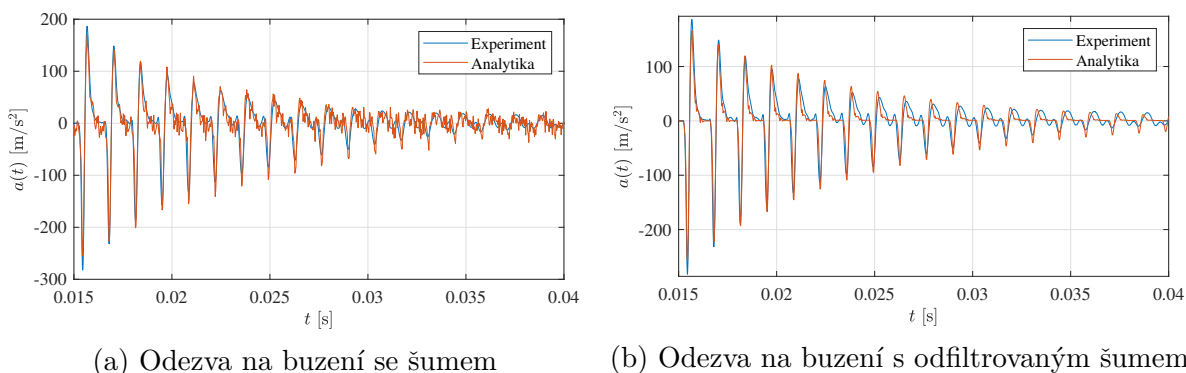 200
100
0
-100
-200
-300
a(t) [m/s²]
0.015 0.02 0.025 0.03 0.035 0.04
t [s]
Experiment
Analytika
(a) Odezva na buzení se šumem
100
0
-100
-200
a(t) [m/s²]
0.015 0.02 0.025 0.03 0.035 0.04
t [s]
Experiment
Analytika
(b) Odezva na buzení s odfiltrovaným šumem